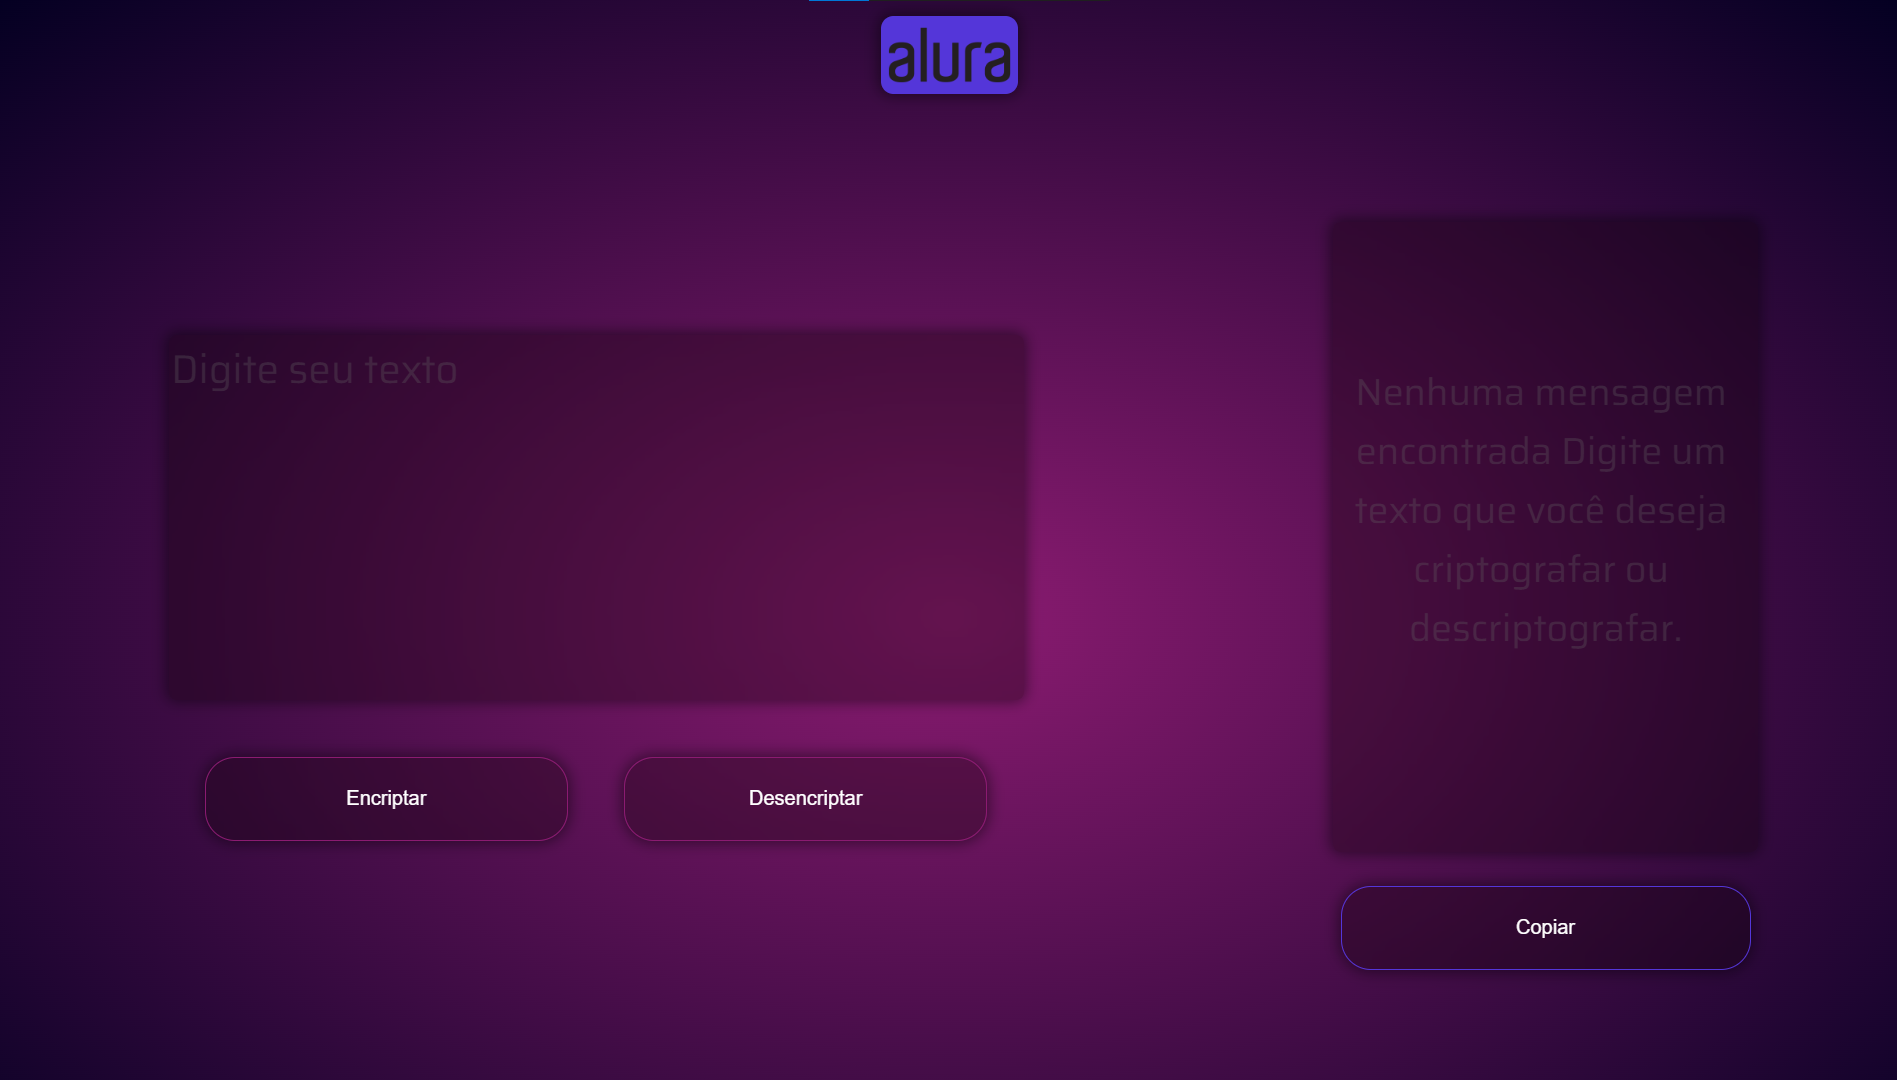 alura
Digite seu texto
Encriptar
Desencriptar
Nenhuma mensagem
encontrada Digite um
texto que você deseja
criptografar ou
descriptografar.
Copiar